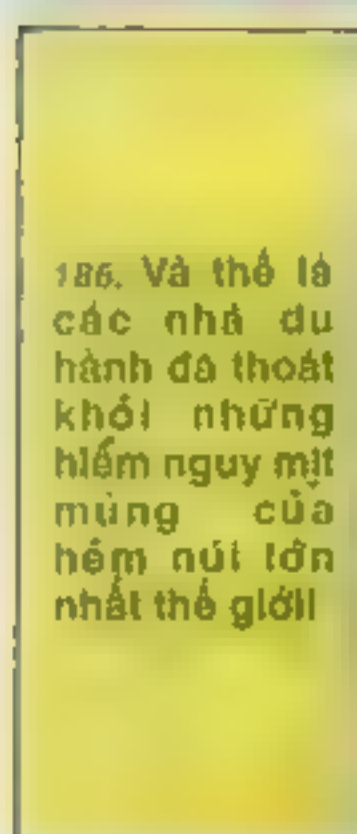 186. Và thế là
các nhà du
hành đã thoát
khỏi những
hiểm nguy mịt
mùng của
hẻm núi lớn
nhất thế giới!